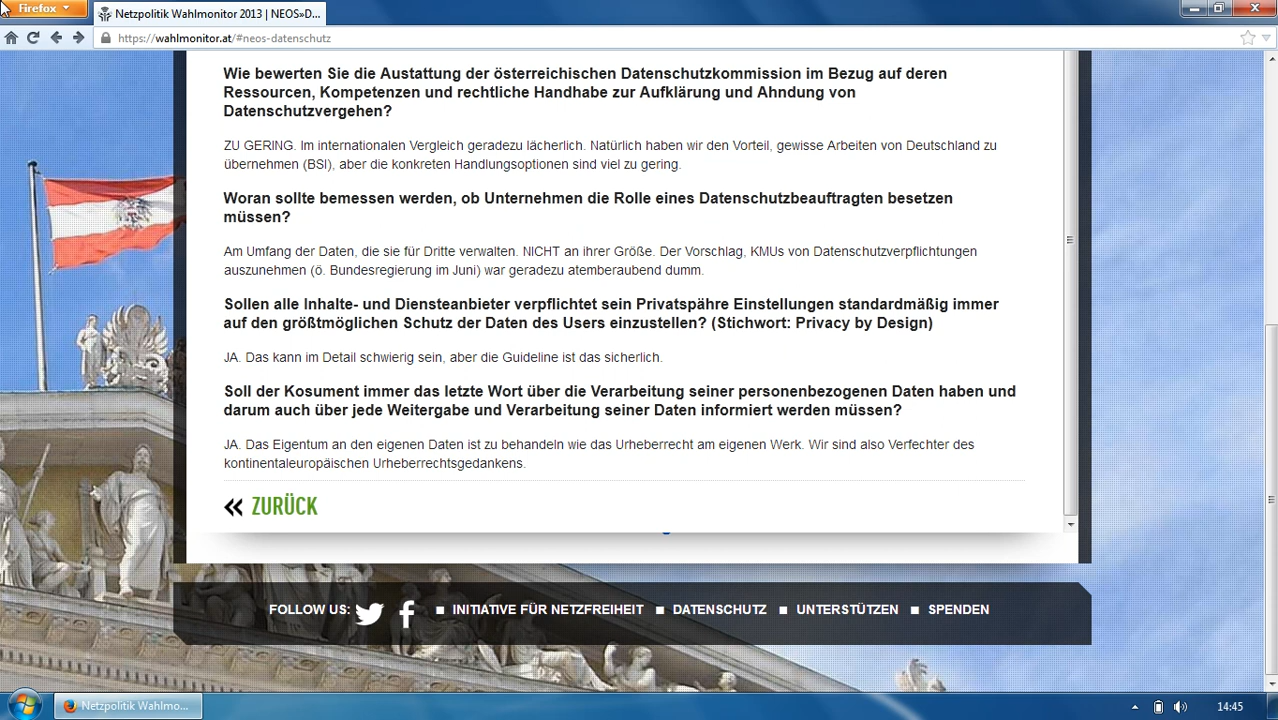 Firefox
Netzpolitik Wahlmonitor 2013 | NEOS»D...
https://wahlmonitor.at/#neos-datenschutz
Wie bewerten Sie die Austattung der österreichischen Datenschutzkommission im Bezug auf deren
Ressourcen, Kompetenzen und rechtliche Handhabe zur Aufklärung und Ahndung von
Datenschutzvergehen?
ZU GERING. Im internationalen Vergleich geradezu lächerlich. Natürlich haben wir den Vorteil, gewisse Arbeiten von Deutschland zu
übernehmen (BSI), aber die konkreten Handlungsoptionen sind viel zu gering.
Woran sollte bemessen werden, ob Unternehmen die Rolle eines Datenschutzbeauftragten besetzen
müssen?
Am Umfang der Daten, die sie für Dritte verwalten. NICHT an ihrer Größe. Der Vorschlag, KMUs von Datenschutzverpflichtungen
auszunehmen (ö. Bundesregierung im Juni) war geradezu atemberaubend dumm.
Sollen alle Inhalte- und Diensteanbieter verpflichtet sein Privatspähre Einstellungen standardmäßig immer
auf den größtmöglichen Schutz der Daten des Users einzustellen? (Stichwort: Privacy by Design)
JA. Das kann im Detail schwierig sein, aber die Guideline ist das sicherlich.
Soll der Kosument immer das letzte Wort über die Verarbeitung seiner personenbezogenen Daten haben und
darum auch über jede Weitergabe und Verarbeitung seiner Daten informiert werden müssen?
JA. Das Eigentum an den eigenen Daten ist zu behandeln wie das Urheberrecht am eigenen Werk. Wir sind also Verfechter des
kontinentaleuropäischen Urheberrechtsgedankens.
ZURÜCK
FOLLOW US: INITIATIVE FÜR NETZFREIHEIT DATENSCHUTZ UNTERSTÜTZEN SPENDEN
Netzpolitik Wahlmo... 14:45